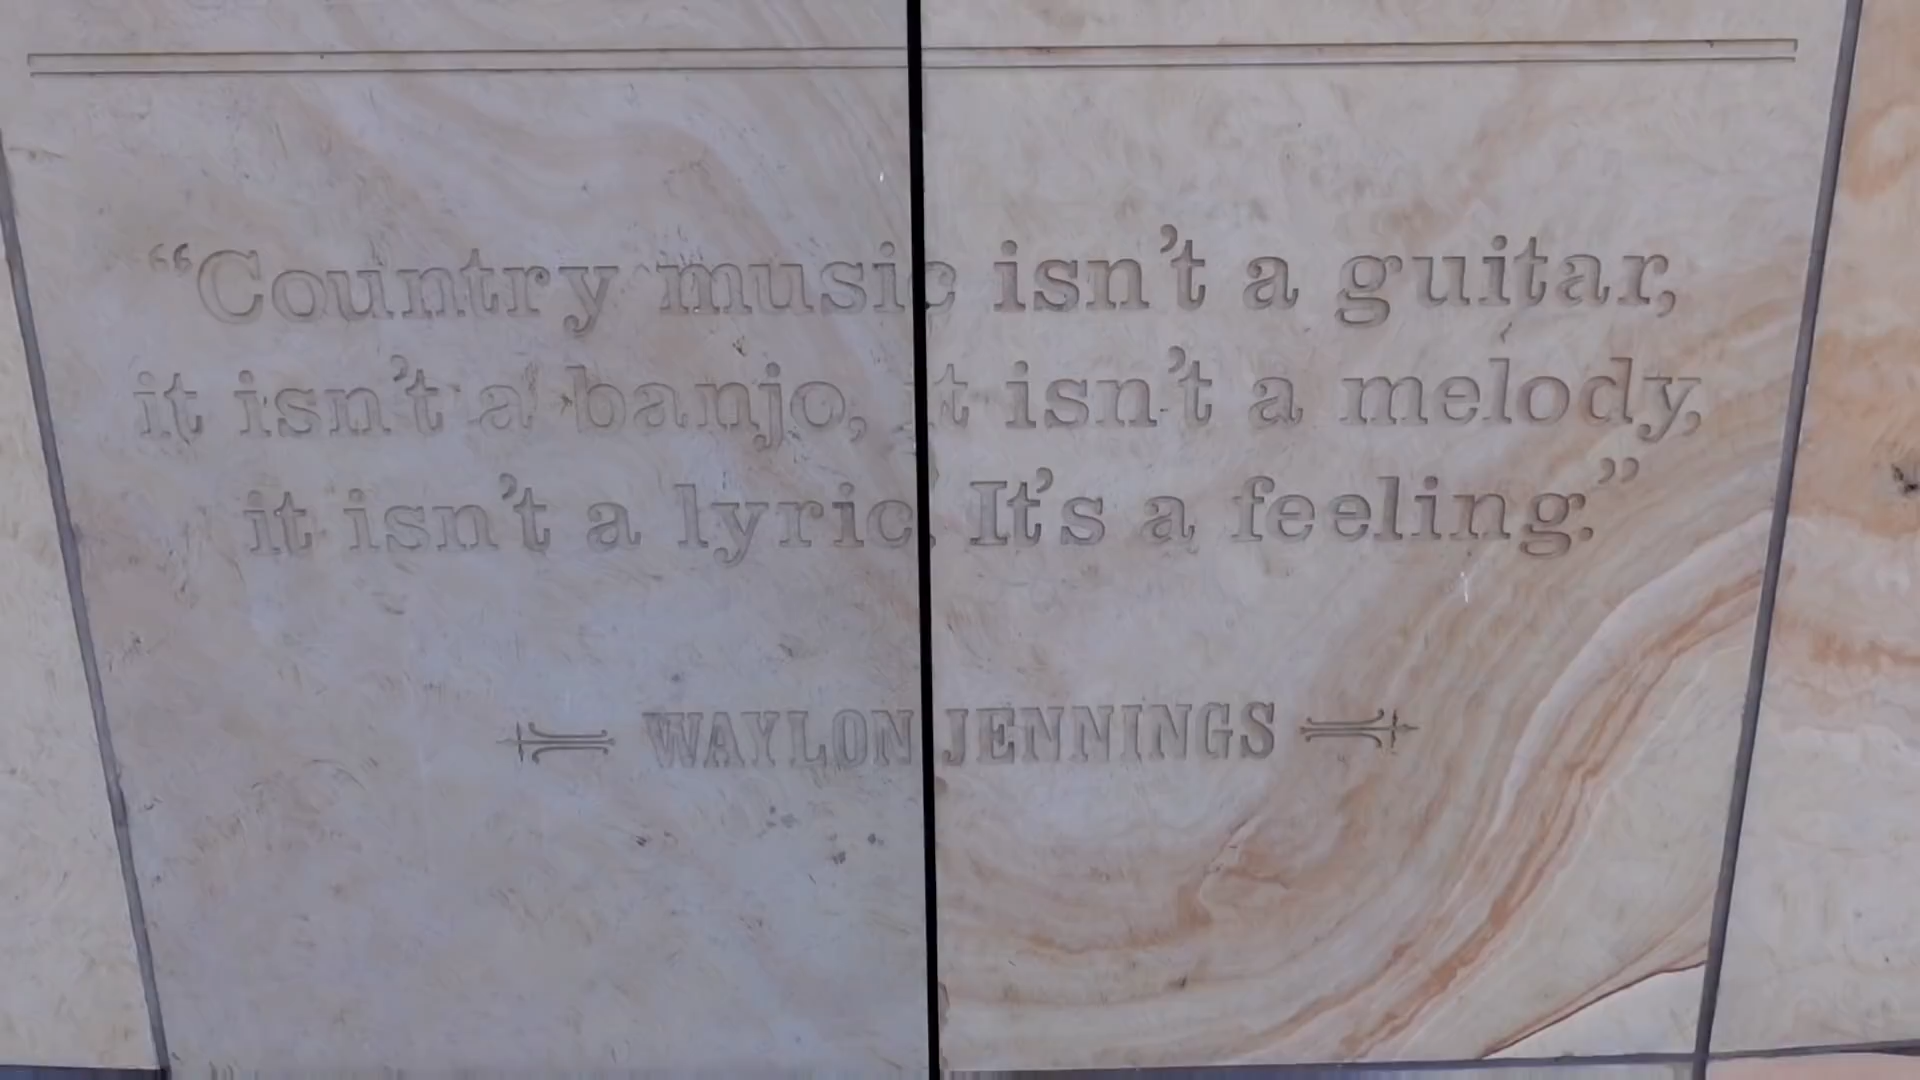 “Country music isn’t a guitar,
it isn’t a banjo, it isn’t a melody,
it isn’t a lyric. It’s a feeling.”
WAYLON JENNINGS